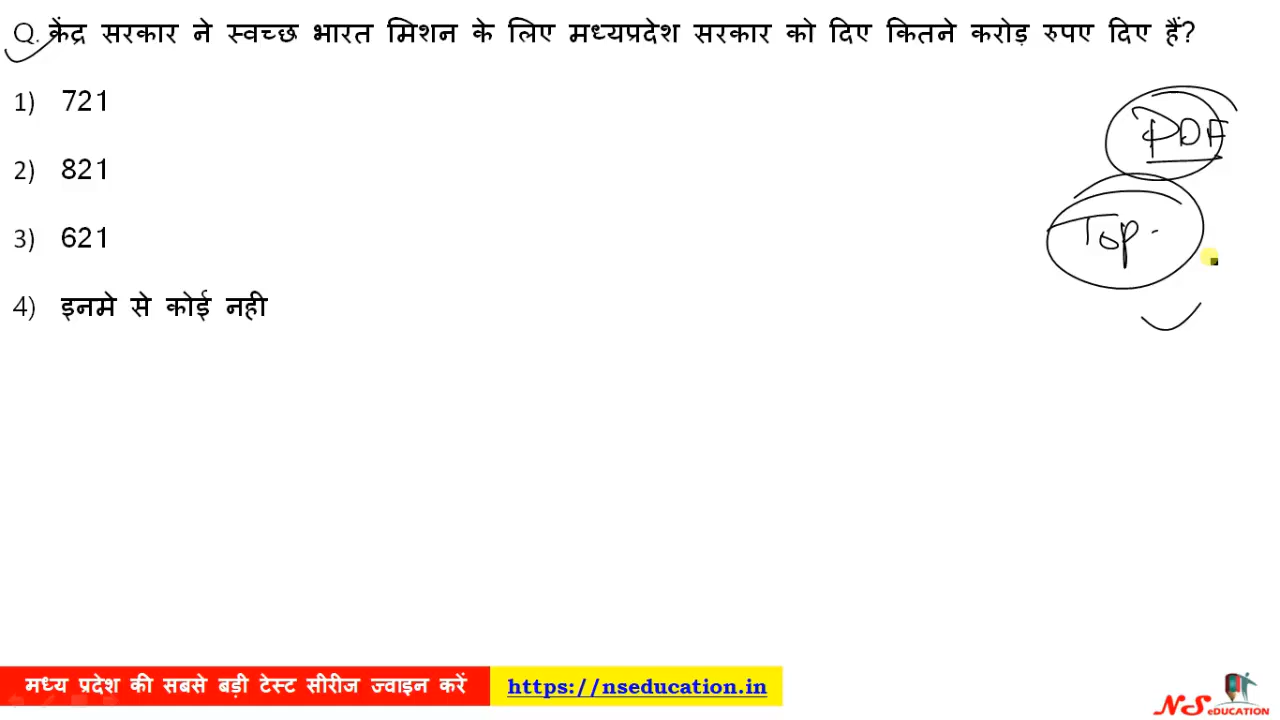 Q. केंद्र सरकार ने स्वच्छ भारत मिशन के लिए मध्यप्रदेश सरकार को दिए कितने करोड़ रुपए दिए हैं?
1) 721
PDF
2) 821
3) 621
Top
4) इनमे से कोई नही
मध्य प्रदेश की सबसे बड़ी टेस्ट सीरीज ज्वाइन करें https://nseducation.in
NS eDUCATION